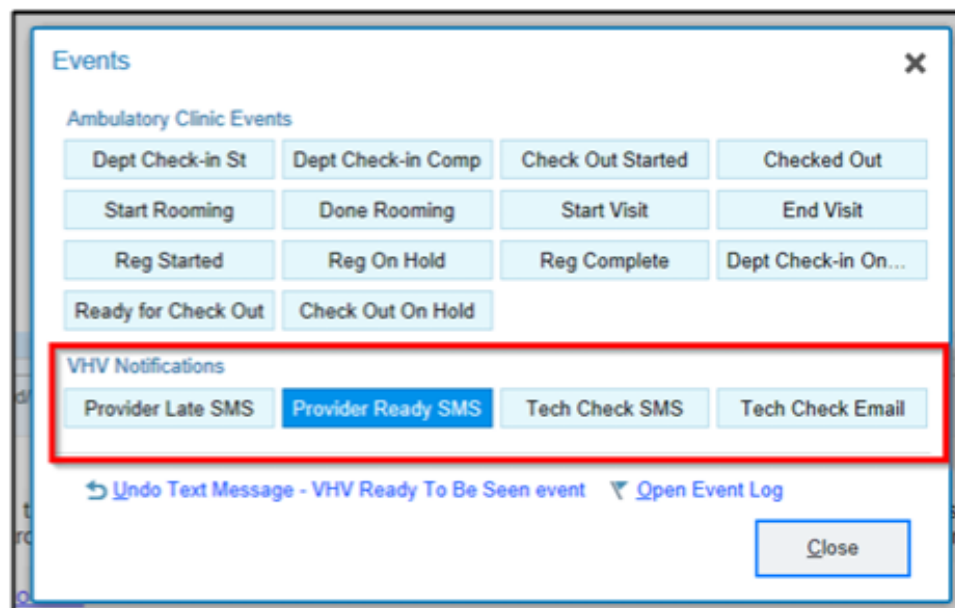 Events
Ambulatory Clinic Events
Dept Check-in St Dept Check-in Comp Check Out Started Checked Out
Start Rooming Done Rooming Start Visit End Visit
Reg Started Reg On Hold Reg Complete Dept Check-in On...
Ready for Check Out Check Out On Hold
VHV Notifications
Provider Late SMS Provider Ready SMS Tech Check SMS Tech Check Email
Undo Text Message - VHV Ready To Be Seen event Open Event Log
Close